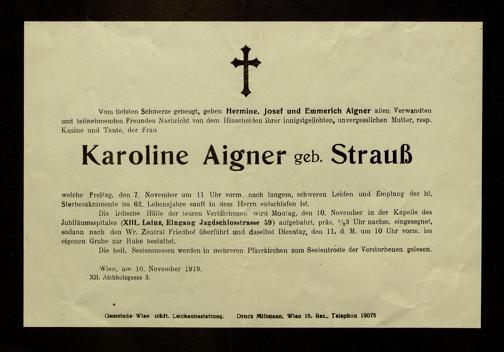 Vom tiefsten Schmerze gebeugt, geben Hermine, Josef und Emmerich Aigner allen Verwandten
und teilnehmenden Freunden Nachricht von dem Hinscheiden ihrer innigstgeliebten, unvergesslichen Mutter, resp.
Kusine und Tante, der Frau
Karoline Aigner geb. Strauß
welche Freitag, den 7. November um 11 Uhr vorm. nach langem, schweren Leiden und Empfang der hl.
Sterbesakramente im 62. Lebensjahre sanft in dem Herrn entschlafen ist.
Die irdische Hülle der teuren Verblichenen wird Montag, den 10. November in der Kapelle des
Jubiläumsspitales (XIII. Lainz, Eingang Jagdschlosstrasse 59) aufgebahrt, präz. 1/23 Uhr nachm. eingesegnet,
sodann nach den Wr. Zentral Friedhof überführt und daselbst Dienstag, den 11. d. M. um 10 Uhr vorm. im
eigenen Grabe zur Ruhe bestattet.
Die heil. Seelenmessen werden in mehreren Pfarrkirchen zum Seelentröste der Verstorbenen gelesen.
Wien, am 10. November 1919.
XII. Aichholzgasse 3.
Gemeinde Wien städt. Leichenbestattung. Druck Millmann, Wien 16. Bez., Telephon 19075